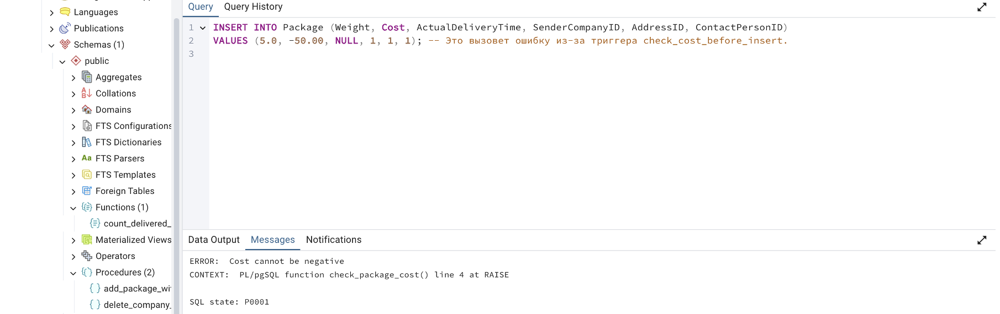 Languages
Publications
Schemas (1)
public
Aggregates
Collations
Domains
FTS Configurations
FTS Dictionaries
Aa FTS Parsers
FTS Templates
Foreign Tables
Functions (1)
count_delivered_
Materialized Views
Operators
Procedures (2)
add_package_wi
delete_company_
Query Query History
1 INSERT INTO Package (Weight, Cost, ActualDeliveryTime, SenderCompanyID, AddressID, ContactPersonID)
2 VALUES (5.0, -50.00, NULL, 1, 1, 1); -- Это вызовет ошибку из-за триггера check_cost_before_insert.
3
Data Output Messages Notifications
ERROR: Cost cannot be negative
CONTEXT: PL/pgSQL function check_package_cost() line 4 at RAISE
SQL state: P0001